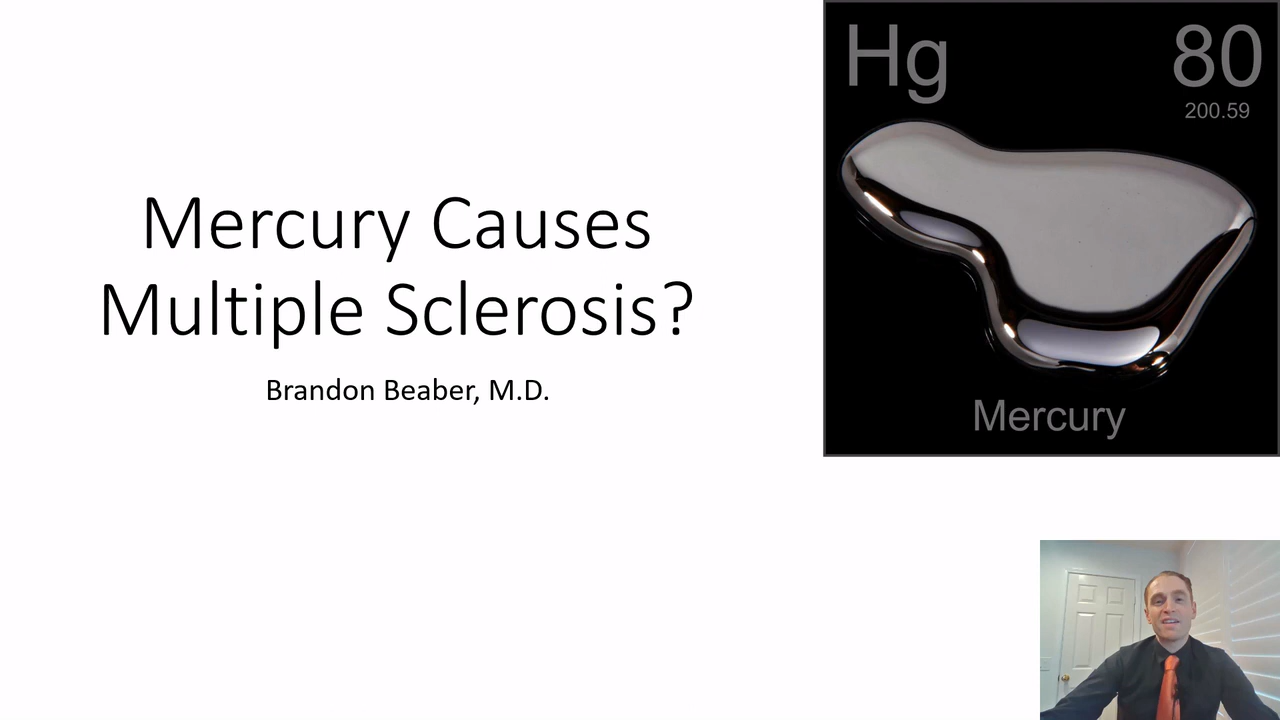 Mercury Causes
Multiple Sclerosis?
Brandon Beaber, M.D.
Hg
80
200.59
Mercury